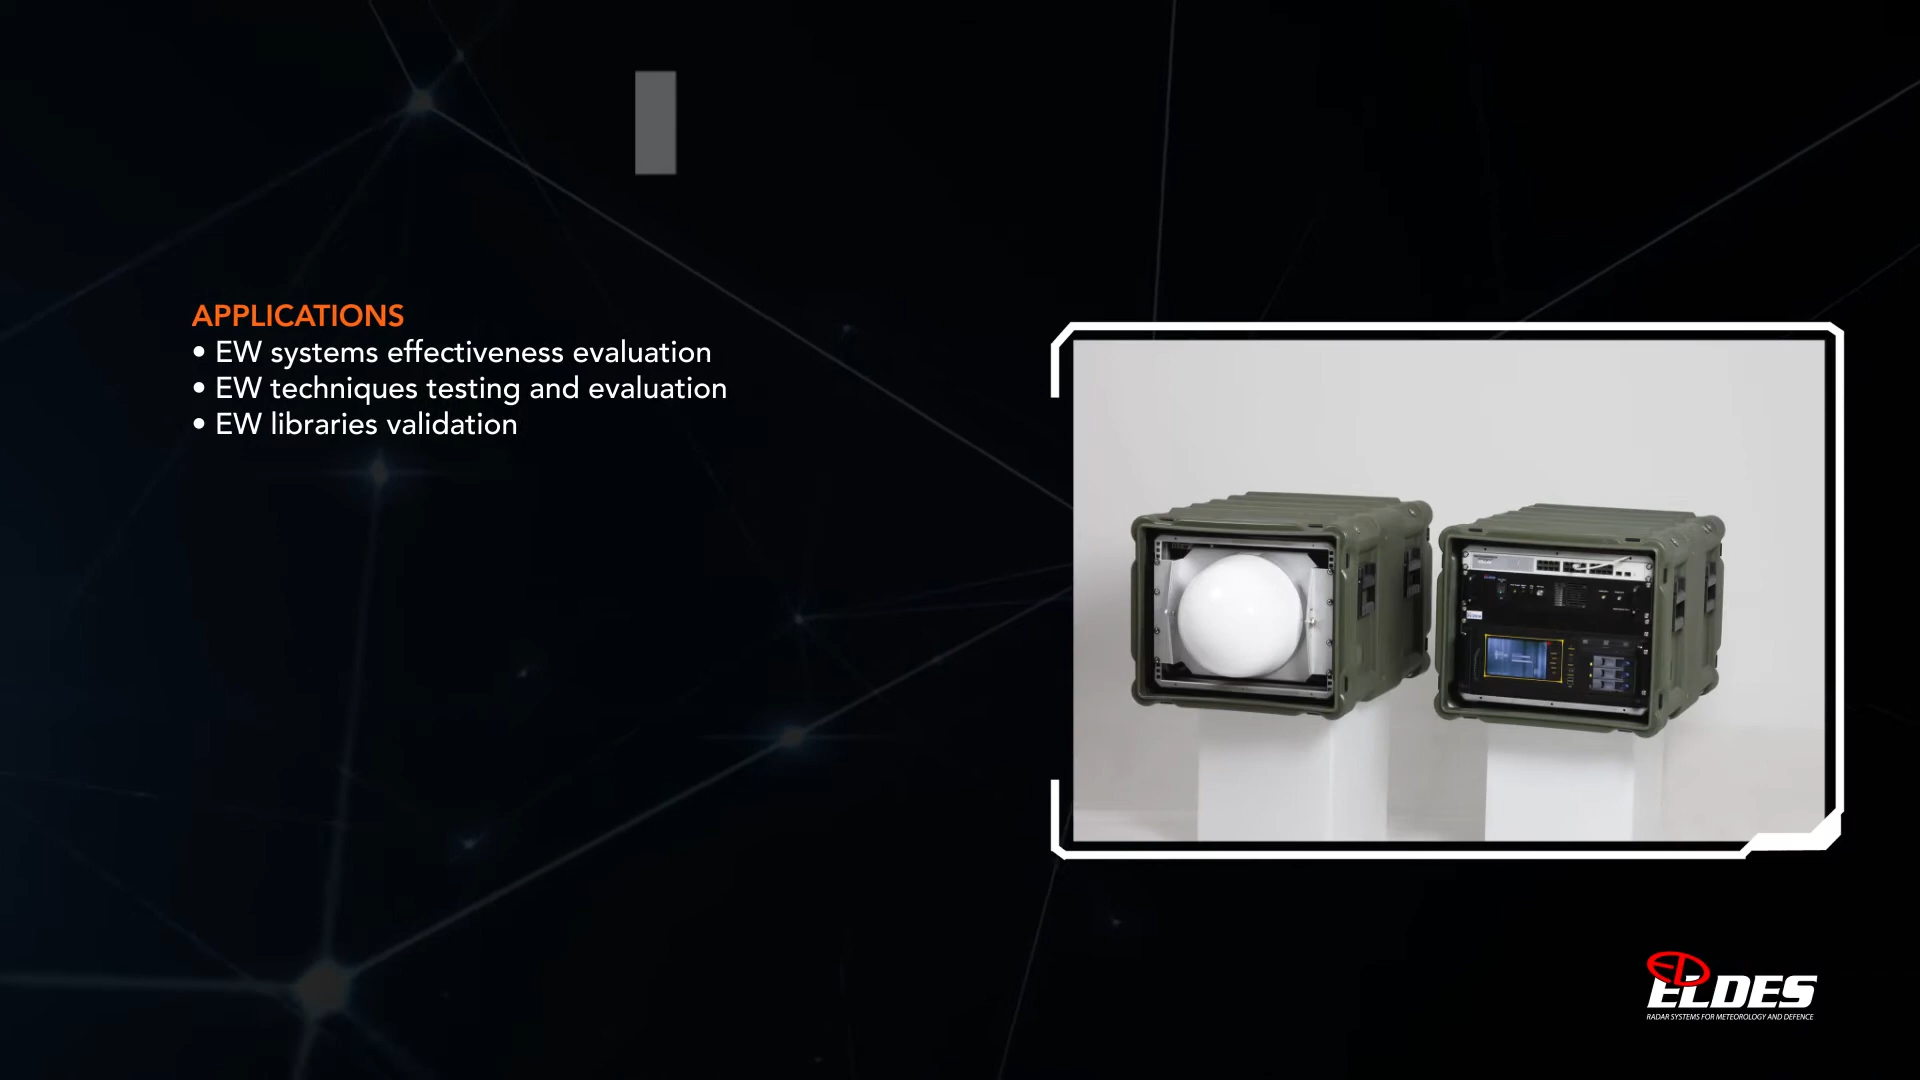 APPLICATIONS
• EW systems effectiveness evaluation
• EW techniques testing and evaluation
• EW libraries validation
ELDES
RADAR SYSTEMS FOR METEOROLOGY AND DEFENCE